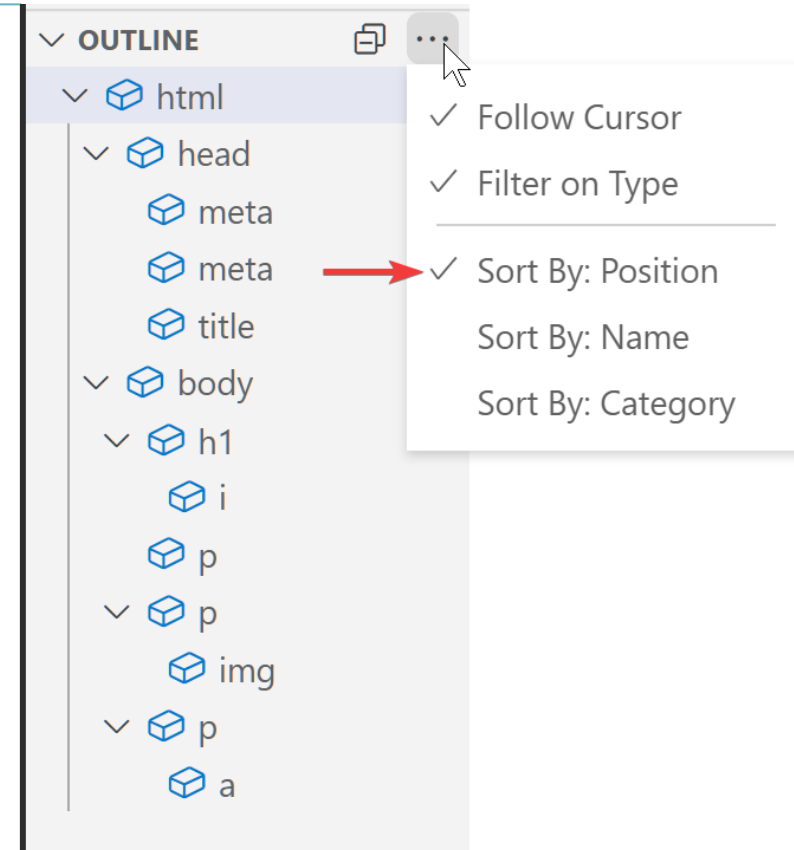 OUTLINE
html
head
meta
meta
title
body
h1
i
p
p
img
p
a
Follow Cursor
Filter on Type
Sort By: Position
Sort By: Name
Sort By: Category